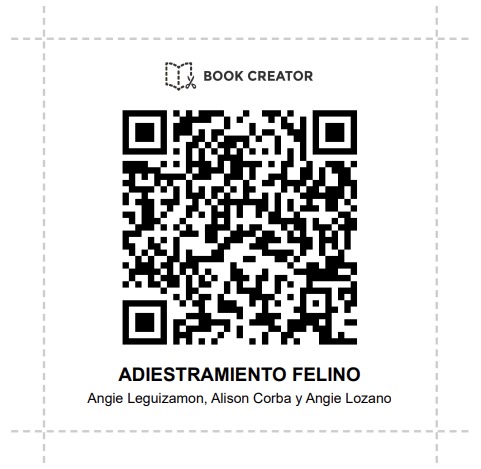 BOOK CREATOR
ADIESTRAMIENTO FELINO
Angie Leguizamon, Alison Corba y Angie Lozano